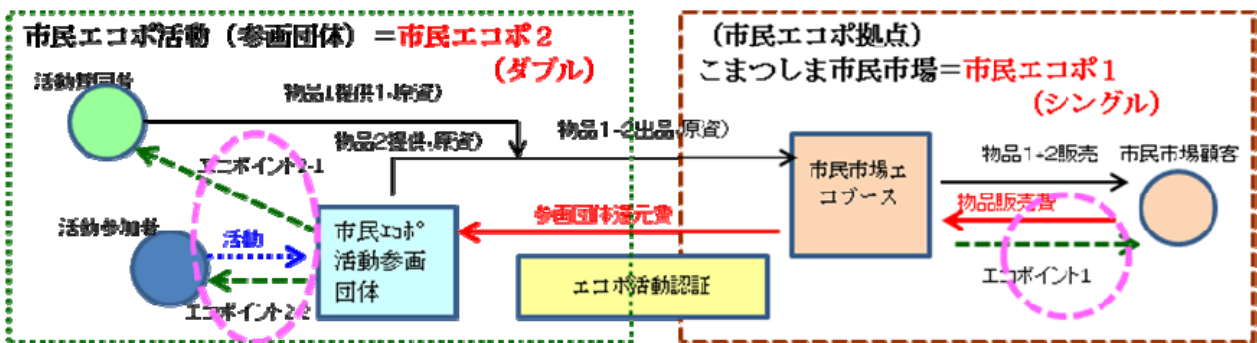 市民エコポ活動（参画団体）＝市民エコポ２
（ダブル）
活動賛同者
物品1提供1,原資）
物品2提供,原資）
エコポイント2-1
活動参加者
活動
エコポイント2-2
市民ｴｺﾎﾟ
活動参画
団体
物品1-2出品,原資）
参画団体還元費
エコポ活動認証
（市民エコポ拠点）
こまつしま市民市場＝市民エコポ１
（シングル）
市民市場エ
コブース
物品1+2販売
市民市場顧客
物品販売費
エコポイント1